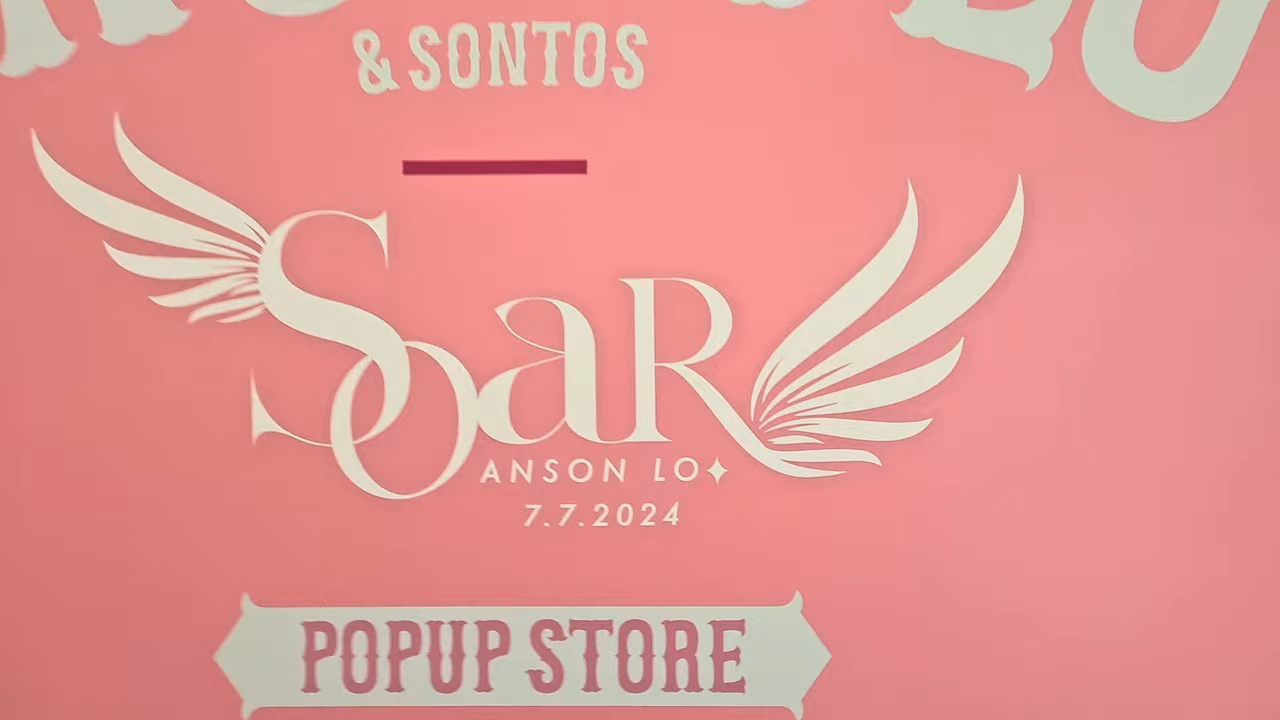 & SONTOS
SOaR
ANSON LO
7.7.2024
POPUP STORE